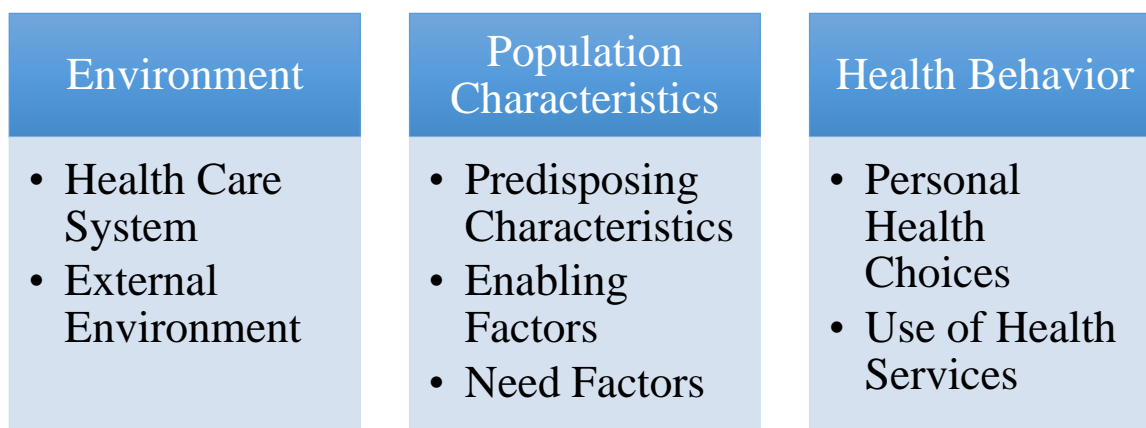 Environment
• Health Care
System
• External
Environment
Population
Characteristics
• Predisposing
Characteristics
• Enabling
Factors
• Need Factors
Health Behavior
• Personal
Health
Choices
• Use of Health
Services